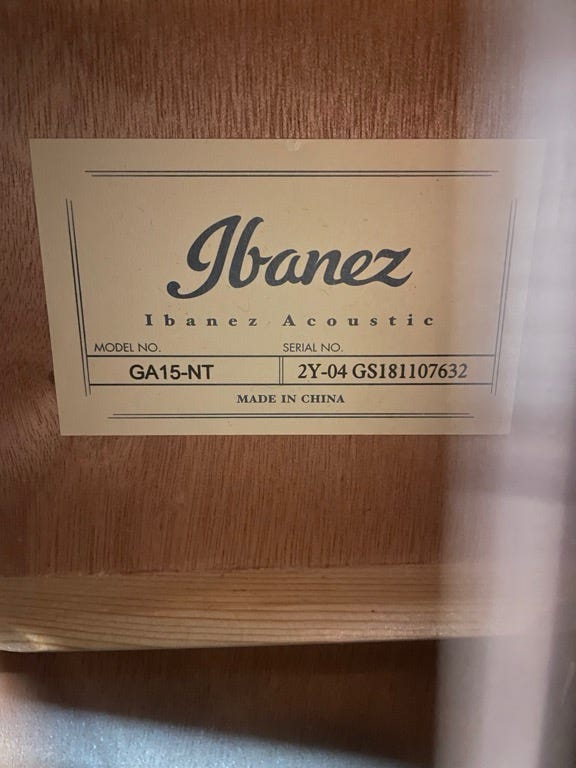 Ibanez
Ibanez Acoustic
MODEL NO. SERIAL NO.
GA15-NT 2Y-04 GS181107632
MADE IN CHINA